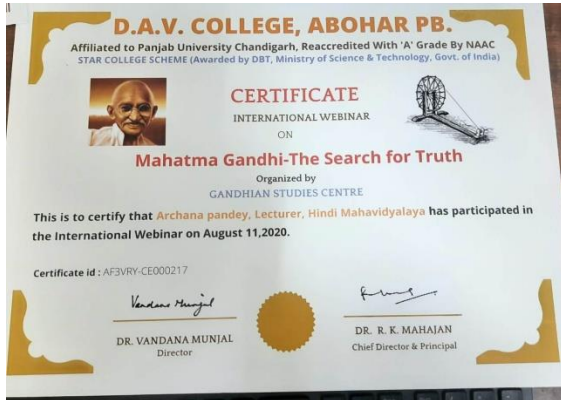 D.A.V. COLLEGE, ABOHAR PB.
Affiliated to Panjab University Chandigarh, Reaccredited With 'A' Grade By NAAC
STAR COLLEGE SCHEME (Awarded by DBT, Ministry of Science & Technology, Govt. of India)
CERTIFICATE
INTERNATIONAL WEBINAR
ON
Mahatma Gandhi-The Search for Truth
Organized by
GANDHIAN STUDIES CENTRE
This is to certify that Archana pandey, Lecturer, Hindi Mahavidyalaya has participated in
the International Webinar on August 11,2020.
Certificate id : AF3VRY-CE000217
Vandana Munjal
DR. VANDANA MUNJAL
Director
DR. R. K. MAHAJAN
Chief Director & Principal